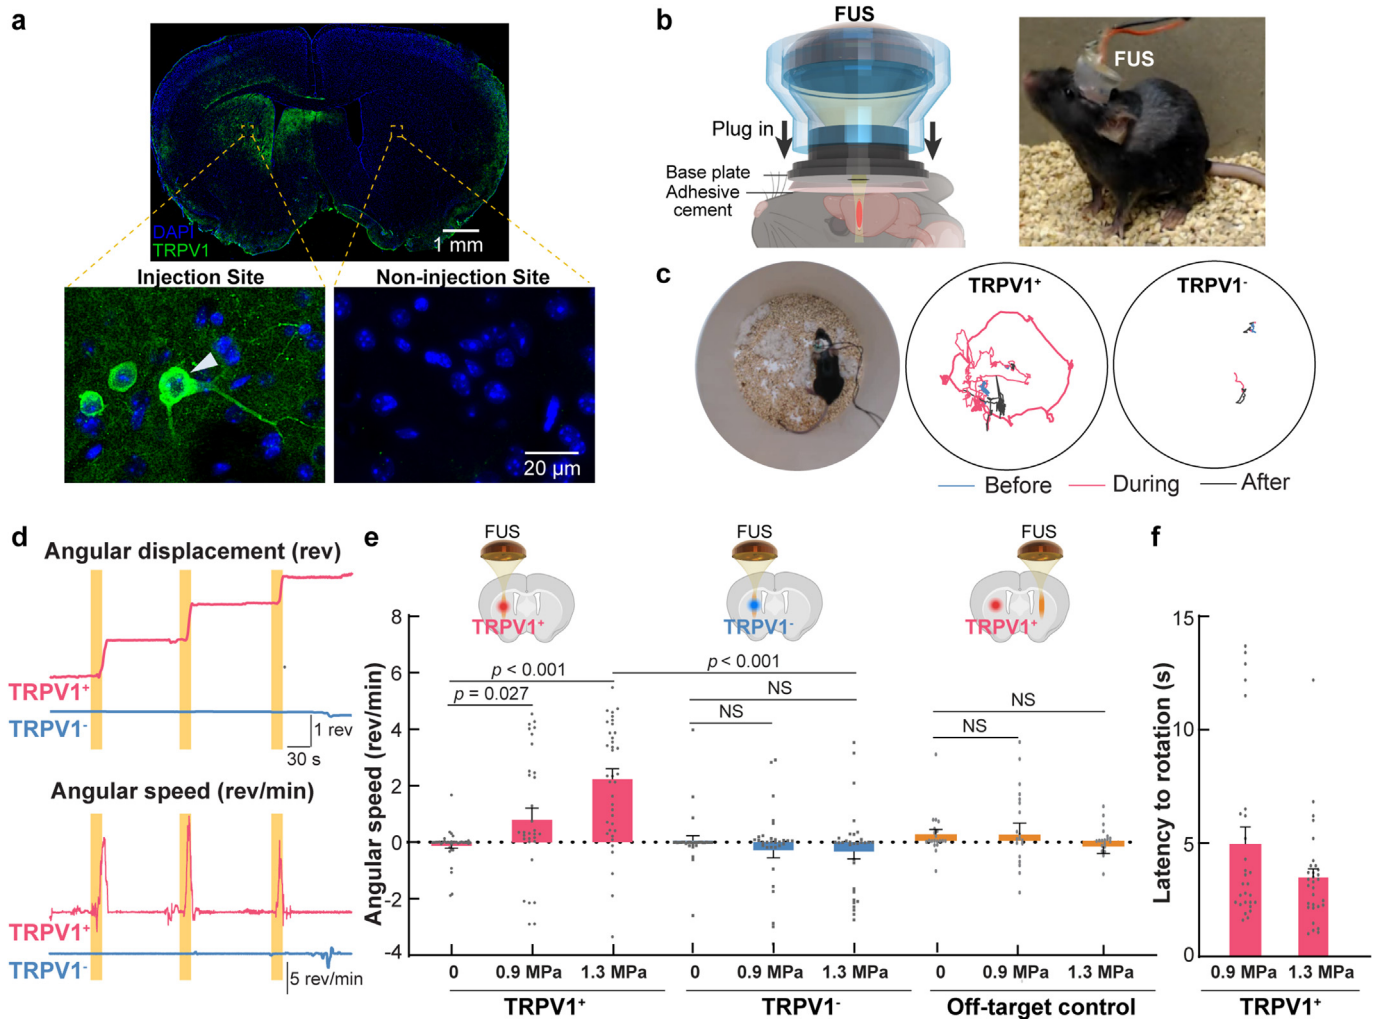 a
DAPI
TRPV1
1 mm
Injection Site
Non-injection Site
20 µm
b
FUS
Plug in
Base plate
Adhesive
cement
FUS
c
TRPV1+
TRPV1-
Before
During
After
d
Angular displacement (rev)
TRPV1+
TRPV1-
1 rev
30 s
Angular speed (rev/min)
TRPV1+
TRPV1-
5 rev/min
e
FUS
FUS
FUS
TRPV1+
TRPV1-
TRPV1+
Angular speed (rev/min)
8
6
4
2
0
-2
-4
p < 0.001
p = 0.027
p < 0.001
NS
NS
NS
NS
0
0.9 MPa
1.3 MPa
0
0.9 MPa
1.3 MPa
0
0.9 MPa
1.3 MPa
TRPV1+
TRPV1-
Off-target control
f
Latency to rotation (s)
15
10
5
0
0.9 MPa
1.3 MPa
TRPV1+